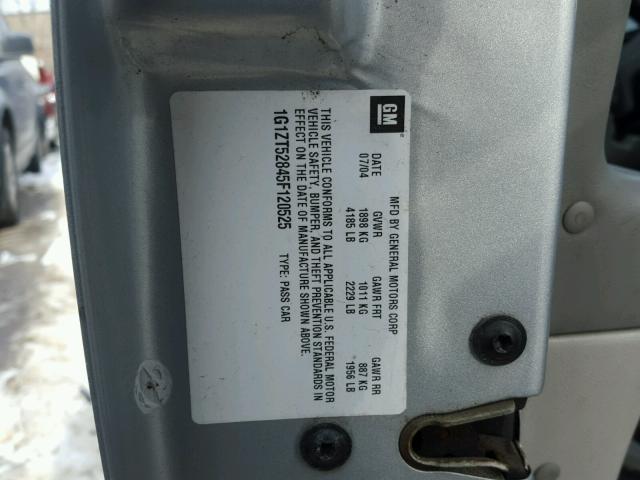 GM
MFD BY GENERAL MOTORS CORP
DATE GVWR GAWR FRT GAWR RR
07/04 1898 KG 1011 KG 887 KG
4185 LB 2229 LB 1956 LB
THIS VEHICLE CONFORMS TO ALL APPLICABLE U.S. FEDERAL MOTOR
VEHICLE SAFETY, BUMPER, AND THEFT PREVENTION STANDARDS IN
EFFECT ON THE DATE OF MANUFACTURE SHOWN ABOVE.
1G1ZT52845F120525 TYPE: PASS CAR